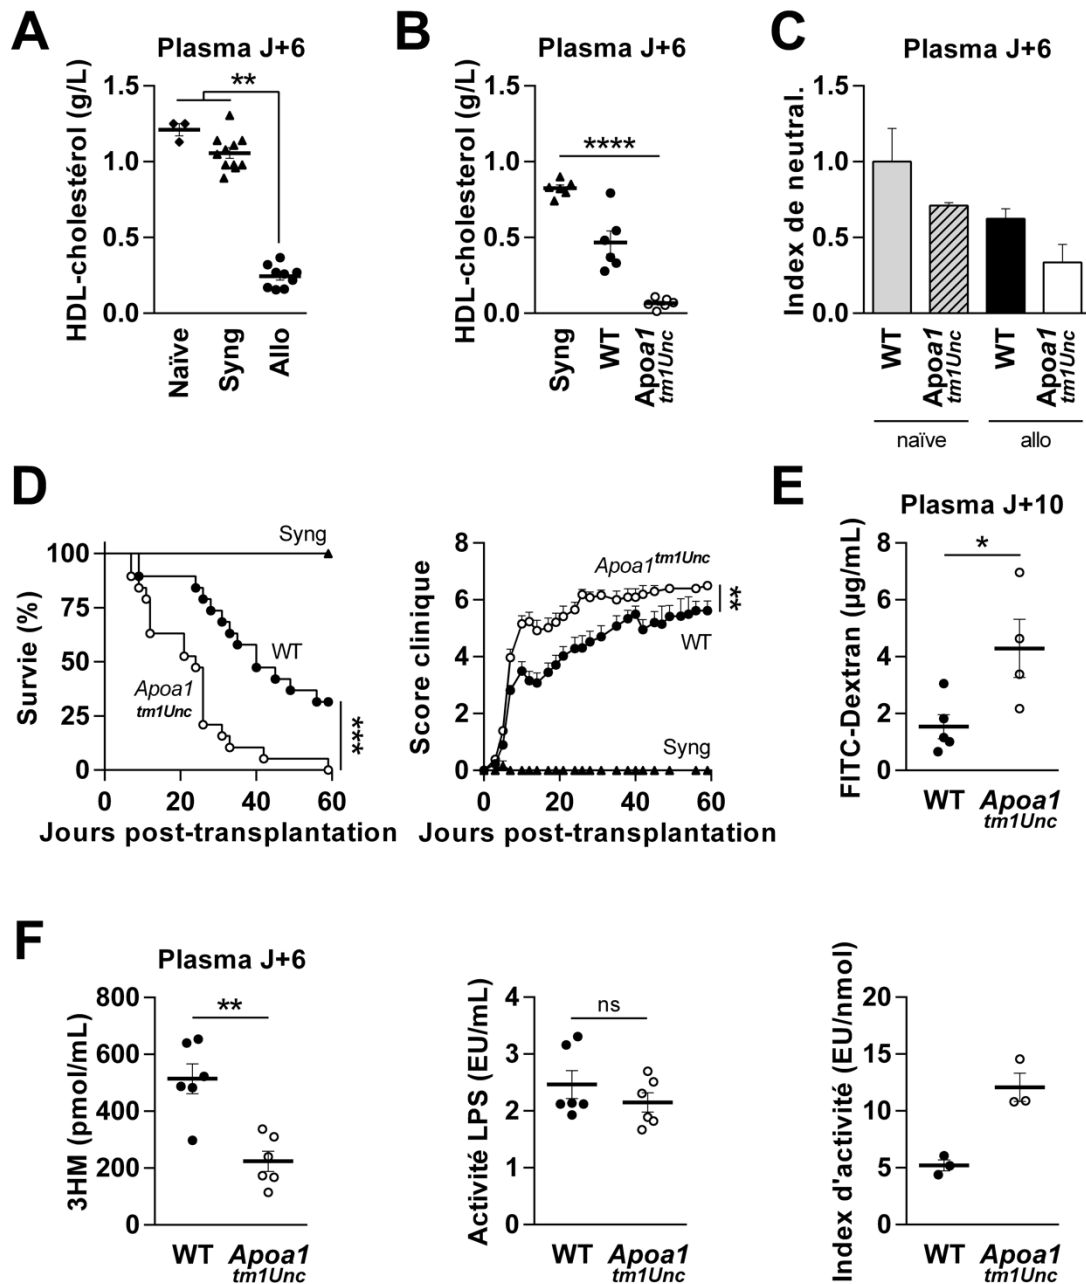 A
Plasma J+6
**
HDL-cholestérol (g/L)
1.5
1.0
0.5
0.0
Naïve
Syng
Allo
B
Plasma J+6
****
HDL-cholesterol (g/L)
1.5
1.0
0.5
0.0
Syng
WT
Apoa1
tm1Unc
C
Plasma J+6
Index de neutral.
1.5
1.0
0.5
0.0
WT
Apoa1
tm1Unc
WT
Apoa1
tm1Unc
naïve
allo
D
Survie (%)
100
75
50
25
0
Syng
WT
Apoa1
tm1Unc
***
0
20
40
60
Jours post-transplantation
Score clinique
8
6
4
2
0
Apoa1tm1Unc
**
WT
Syng
0
20
40
60
Jours post-transplantation
E
Plasma J+10
*
FITC-Dextran (µg/mL)
8
6
4
2
0
WT
Apoa1
tm1Unc
F
Plasma J+6
**
3HM (pmol/mL)
800
600
400
200
0
WT
Apoa1
tm1Unc
ns
Activité LPS (EU/mL)
4
3
2
1
0
WT
Apoa1
tm1Unc
Index d'activité (EU/nmol)
20
15
10
5
0
WT
Apoa1
tm1Unc